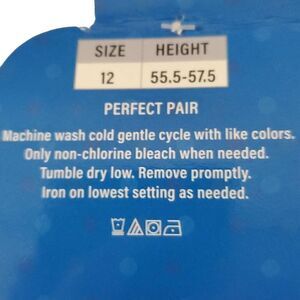 SIZE HEIGHT
12 55.5-57.5
PERFECT PAIR
Machine wash cold gentle cycle with like colors.
Only non-chlorine bleach when needed.
Tumble dry low. Remove promptly.
Iron on lowest setting as needed.